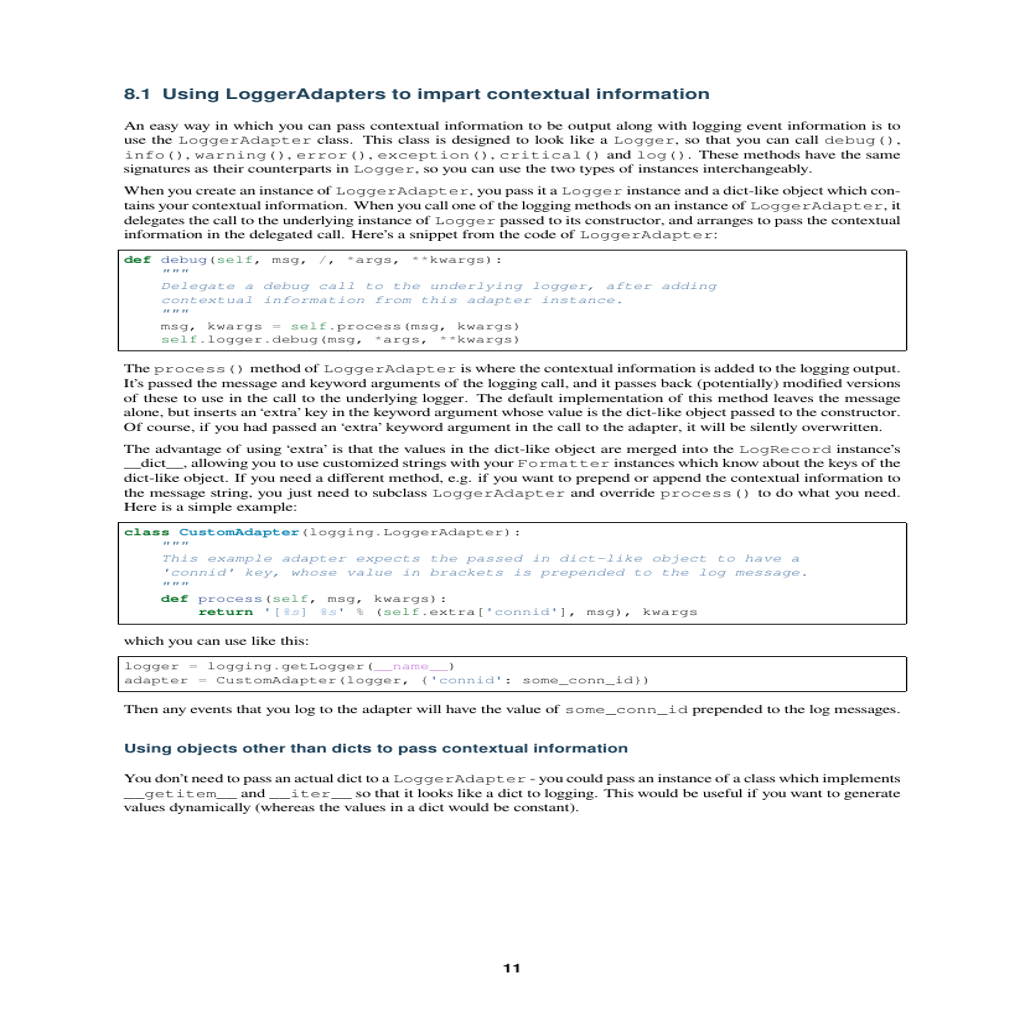 8.1 Using LoggerAdapters to impart contextual information
An easy way in which you can pass contextual information to be output along with logging event information is to
use the LoggerAdapter class. This class is designed to look like a Logger, so that you can call debug(),
info(), warning(), error(), exception(), critical() and log(). These methods have the same
signatures as their counterparts in Logger, so you can use the two types of instances interchangeably.
When you create an instance of LoggerAdapter, you pass it a Logger instance and a dict-like object which con-
tains your contextual information. When you call one of the logging methods on an instance of LoggerAdapter, it
delegates the call to the underlying instance of Logger passed to its constructor, and arranges to pass the contextual
information in the delegated call. Here's a snippet from the code of LoggerAdapter:
def debug(self, msg, /, *args, **kwargs):
    """
    Delegate a debug call to the underlying logger, after adding
    contextual information from this adapter instance.
    """
    msg, kwargs = self.process(msg, kwargs)
    self.logger.debug(msg, *args, **kwargs)
The process() method of LoggerAdapter is where the contextual information is added to the logging output.
It's passed the message and keyword arguments of the logging call, and it passes back (potentially) modified versions
of these to use in the call to the underlying logger. The default implementation of this method leaves the message
alone, but inserts an 'extra' key in the keyword argument whose value is the dict-like object passed to the constructor.
Of course, if you had passed an 'extra' keyword argument in the call to the adapter, it will be silently overwritten.
The advantage of using 'extra' is that the values in the dict-like object are merged into the LogRecord instance's
__dict__, allowing you to use customized strings with your Formatter instances which know about the keys of the
dict-like object. If you need a different method, e.g. if you want to prepend or append the contextual information to
the message string, you just need to subclass LoggerAdapter and override process() to do what you need.
Here is a simple example:
class CustomAdapter(logging.LoggerAdapter):
    """
    This example adapter expects the passed in dict-like object to have a
    'connid' key, whose value in brackets is prepended to the log message.
    """
    def process(self, msg, kwargs):
        return '[%s] %s' % (self.extra['connid'], msg), kwargs
which you can use like this:
logger = logging.getLogger(__name__)
adapter = CustomAdapter(logger, {'connid': some_conn_id})
Then any events that you log to the adapter will have the value of some_conn_id prepended to the log messages.
Using objects other than dicts to pass contextual information
You don't need to pass an actual dict to a LoggerAdapter - you could pass an instance of a class which implements
__getitem__ and __iter__ so that it looks like a dict to logging. This would be useful if you want to generate
values dynamically (whereas the values in a dict would be constant).
11